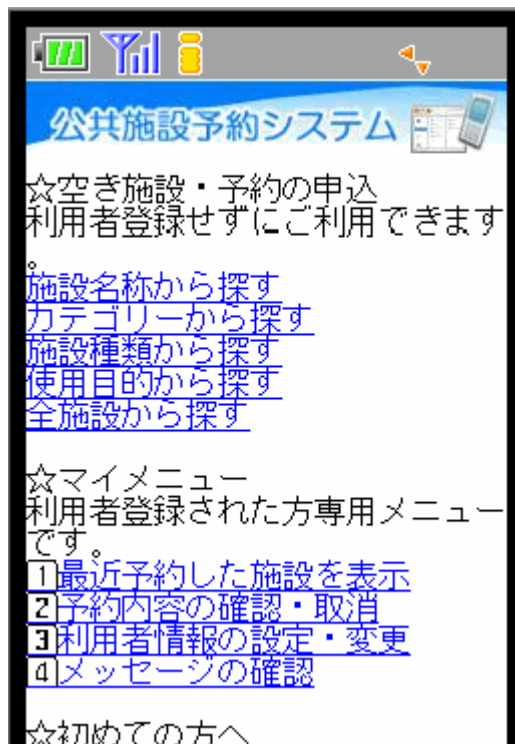 公共施設予約システム
☆空き施設・予約の申込
利用者登録せずにご利用できます
。
施設名称から探す
カテゴリーから探す
施設種類から探す
使用目的から探す
全施設から探す
☆マイメニュー
利用者登録された方専用メニュー
です。
1最近予約した施設を表示
2予約内容の確認・取消
3利用者情報の設定・変更
4メッセージの確認
☆初めての方へ